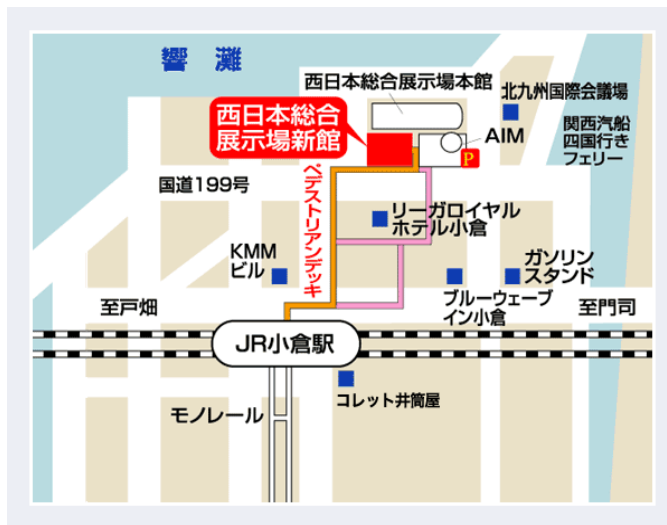 響 灘
西日本総合展示場本館
北九州国際会議場
西日本総合
展示場新館
AIM
関西汽船
四国行き
フェリー
P
国道199号
ペデストリアンデッキ
リーガロイヤル
ホテル小倉
KMM
ビル
ガソリン
スタンド
ブルーウェーブ
イン小倉
至戸畑
至門司
JR小倉駅
コレット井筒屋
モノレール